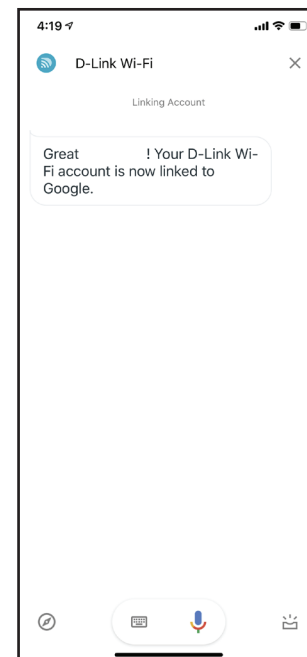 4:19
D-Link Wi-Fi
Linking Account
Great ! Your D-Link Wi-
Fi account is now linked to
Google.